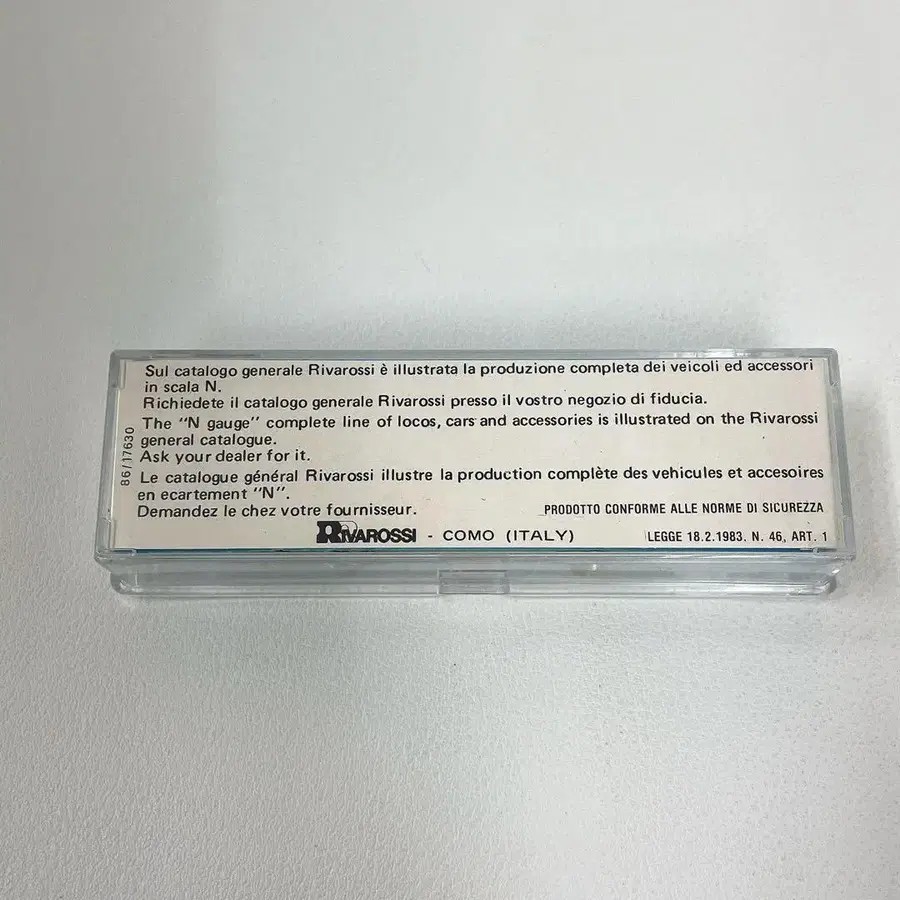 Sul catalogo generale Rivarossi è illustrata la produzione completa dei veicoli ed accessori
in scala N.
Richiedete il catalogo generale Rivarossi presso il vostro negozio di fiducia.
The "N gauge" complete line of locos, cars and accessories is illustrated on the Rivarossi
general catalogue.
Ask your dealer for it.
Le catalogue général Rivarossi illustre la production complète des vehicules et accesoires
en ecartement "N".
Demandez le chez votre fournisseur.
PRODOTTO CONFORME ALLE NORME DI SICUREZZA
RIVAROSSI - COMO (ITALY)
LEGGE 18.2.1983, N. 46, ART. 1
86/17630